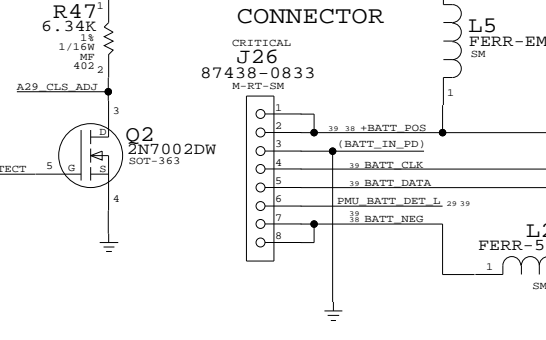 R47 1
6.34K
1%
1/16W
MF
402 2
A29_CLS_ADJ
3
D
Q2
2N7002DW
SOT-363
TECT 5 G
S
4
CONNECTOR
CRITICAL
J26
87438-0833
M-RT-SM
1
2 39 38 +BATT_POS
3 (BATT_IN_PD)
4 39 BATT_CLK
5 39 BATT_DATA
6 PMU_BATT_DET_L 29 39
39
7 38 BATT_NEG
8
L5
FERR-EM
SM
1
FERR-5
1
SM